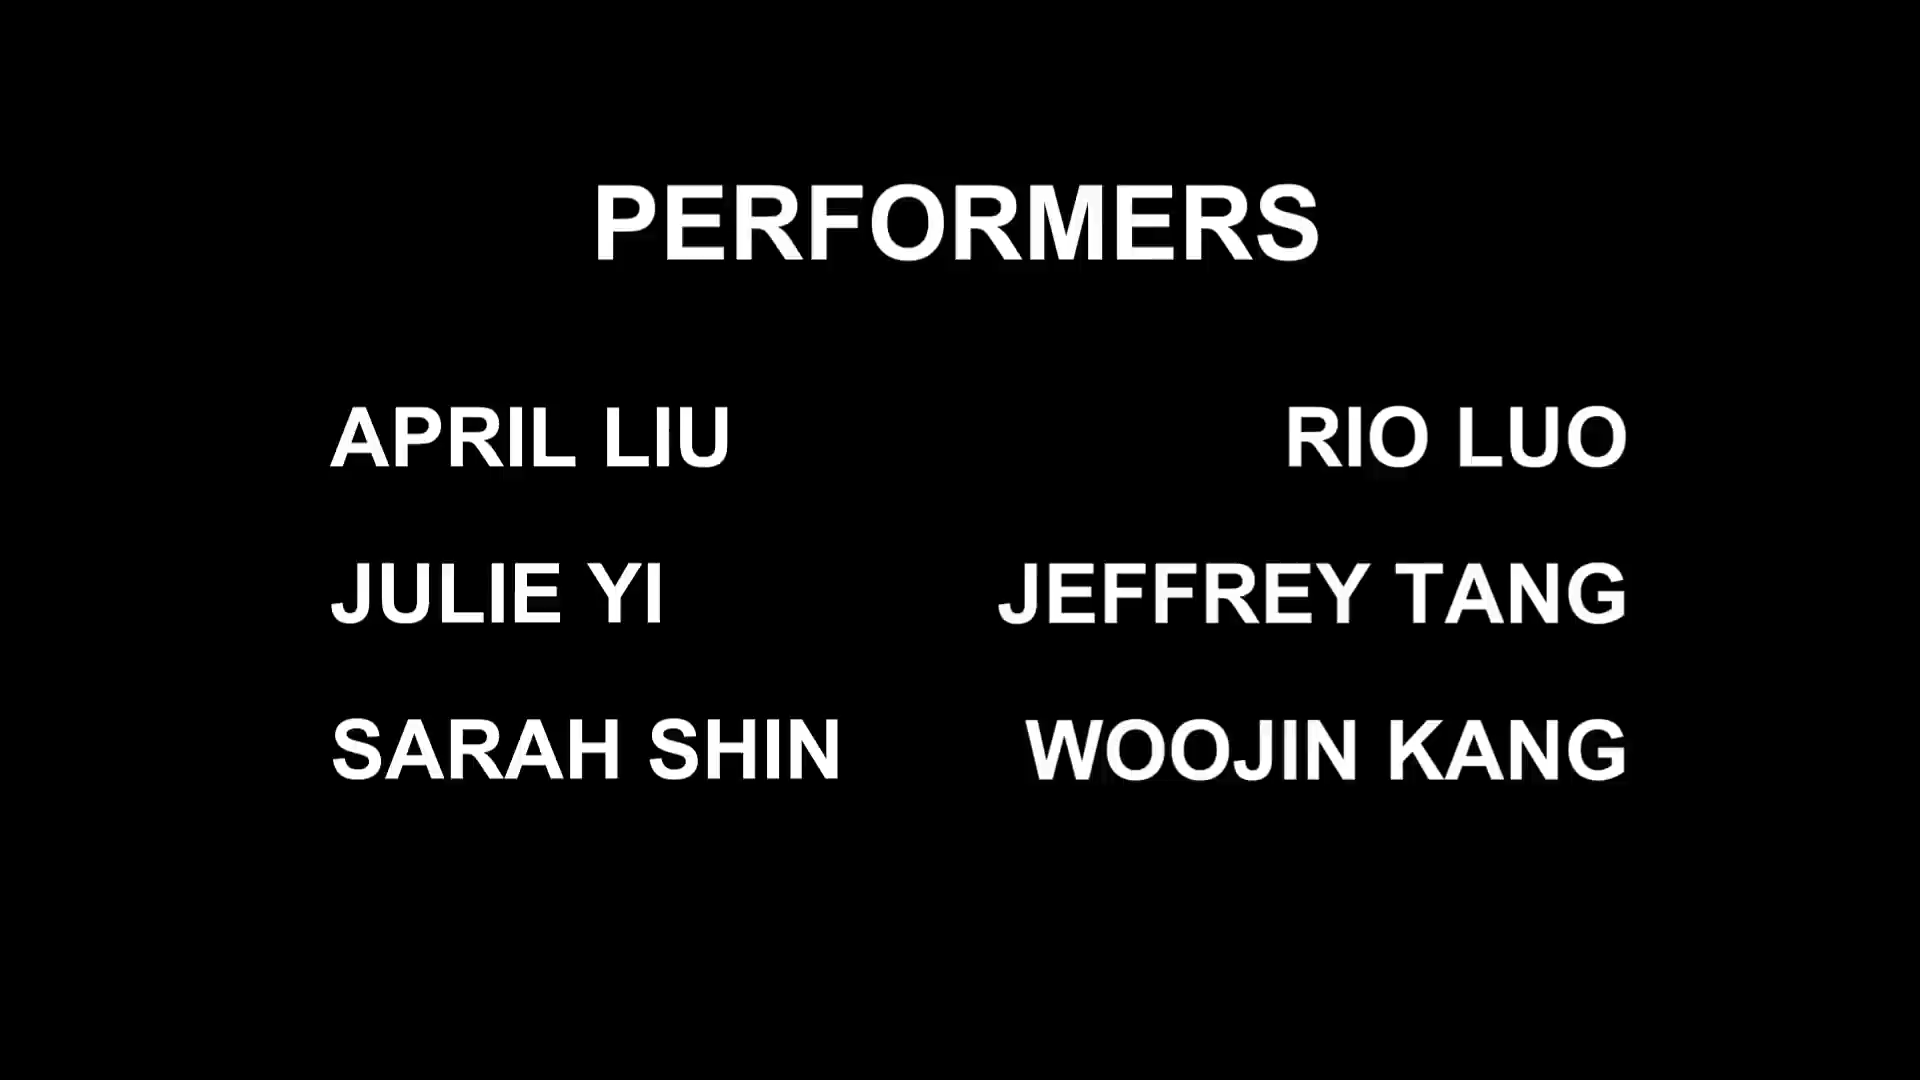 PERFORMERS
APRIL LIU RIO LUO
JULIE YI JEFFREY TANG
SARAH SHIN WOOJIN KANG